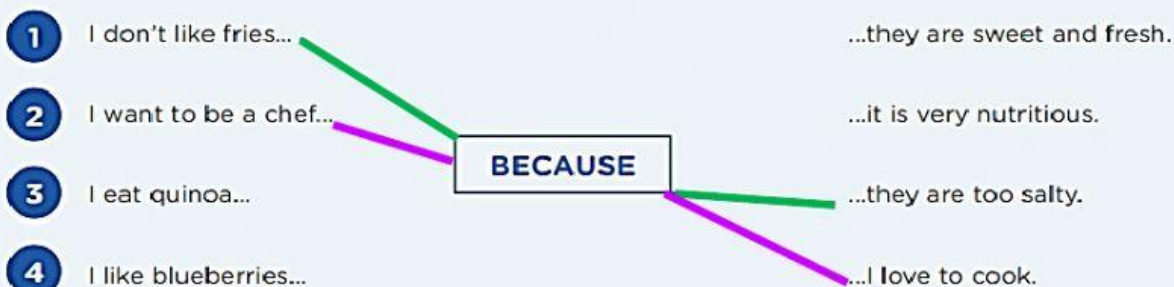 1 I don't like fries... ...they are sweet and fresh.
2 I want to be a chef... ...it is very nutritious.
BECAUSE
3 I eat quinoa... ...they are too salty.
4 I like blueberries... ...I love to cook.